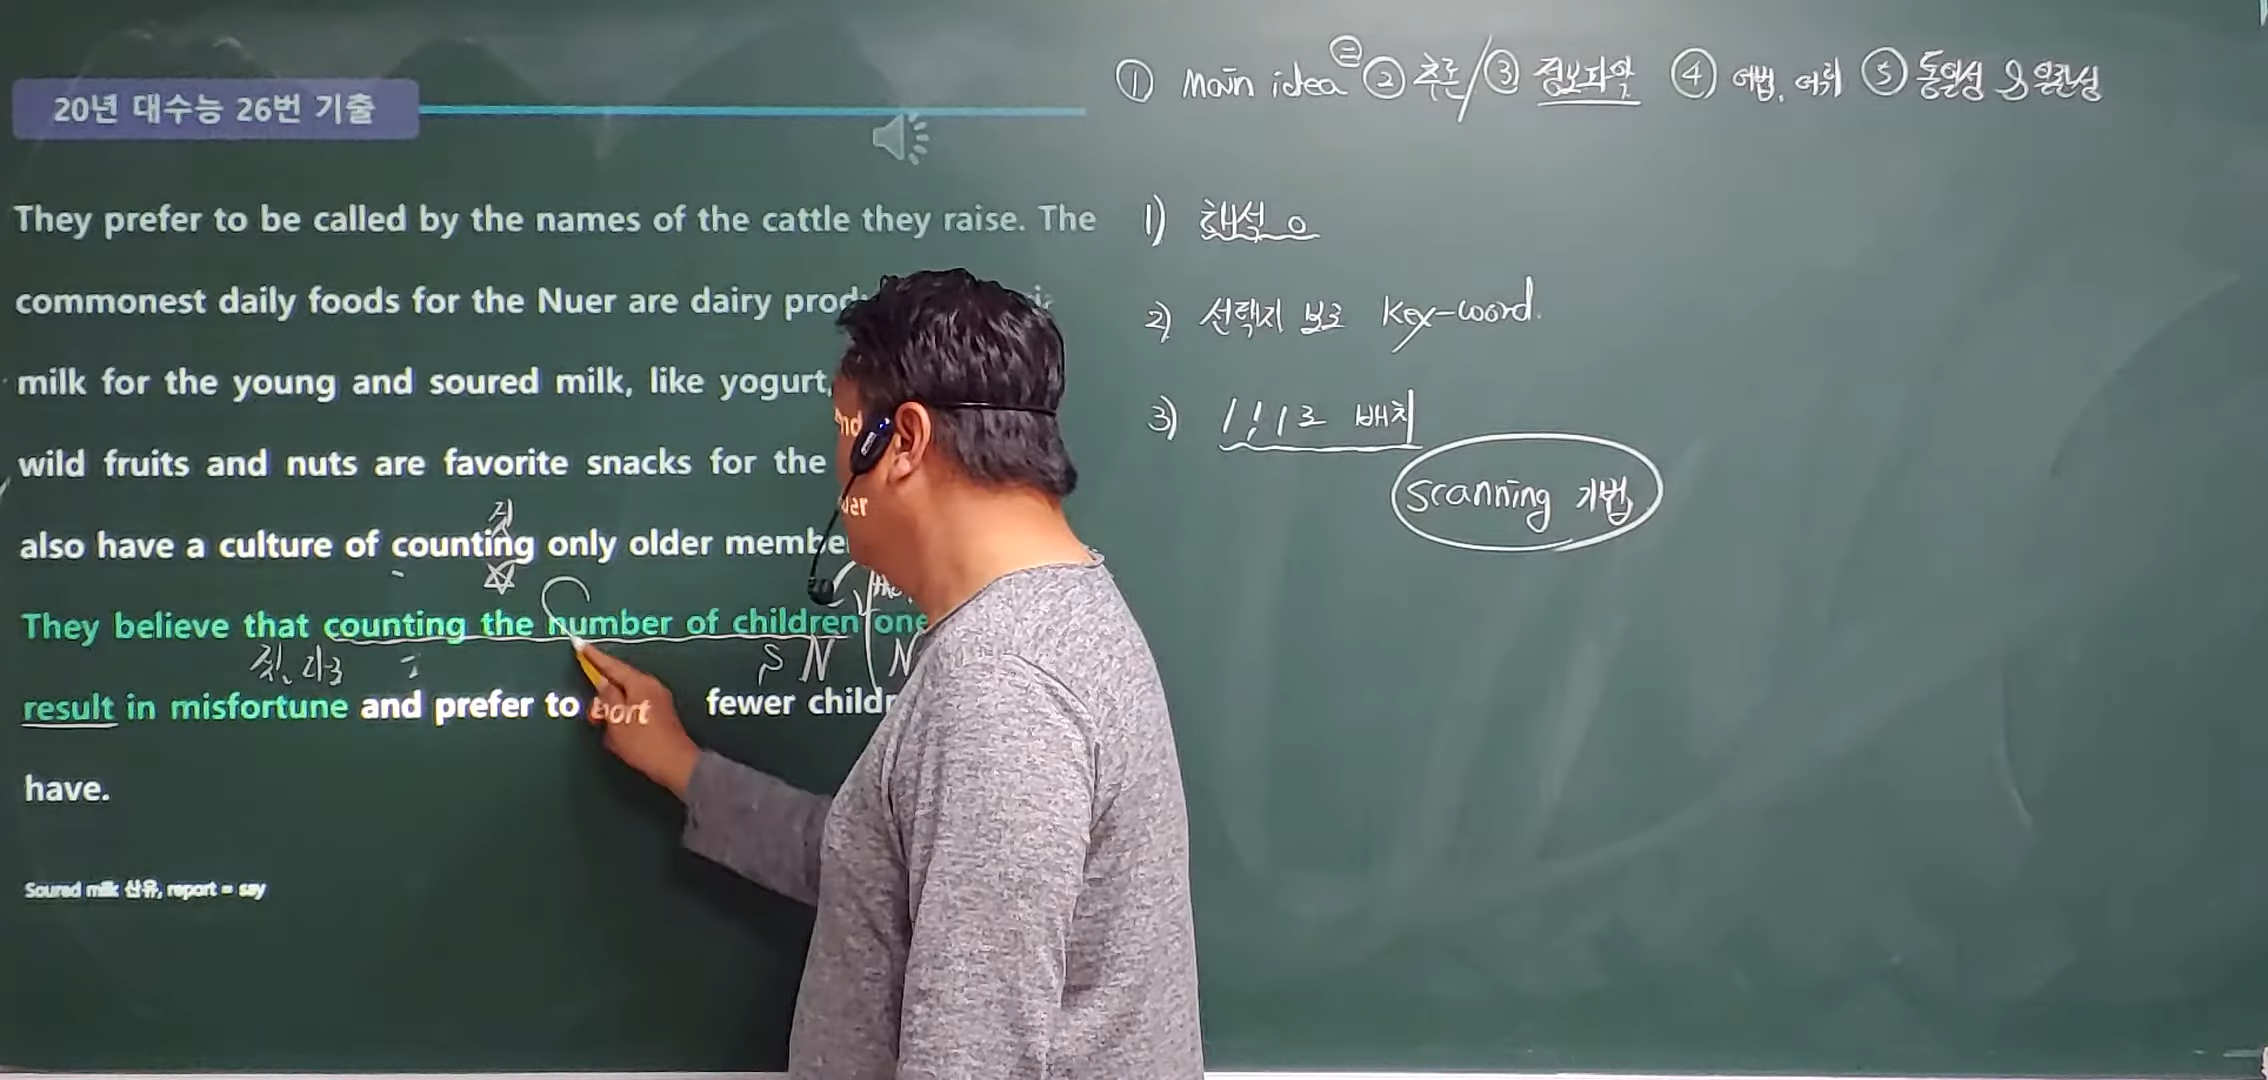 20년 대수능 26번 기출
They prefer to be called by the names of the cattle they raise. The
commonest daily foods for the Nuer are dairy
milk for the young and soured milk, like yogurt,
wild fruits and nuts are favorite snacks for the
also have a culture of counting only older
They believe that counting the number of children one
result in misfortune and prefer to fewer
have.
Soured milk 산유, report = say
① Main idea ② 추론/③ 정보파악 ④ 어법, 어휘 ⑤ 통일성 & 일관성
1) 해석 o
2) 선택지 보고 key-word.
3) 1:1로 배치
Scanning 기법